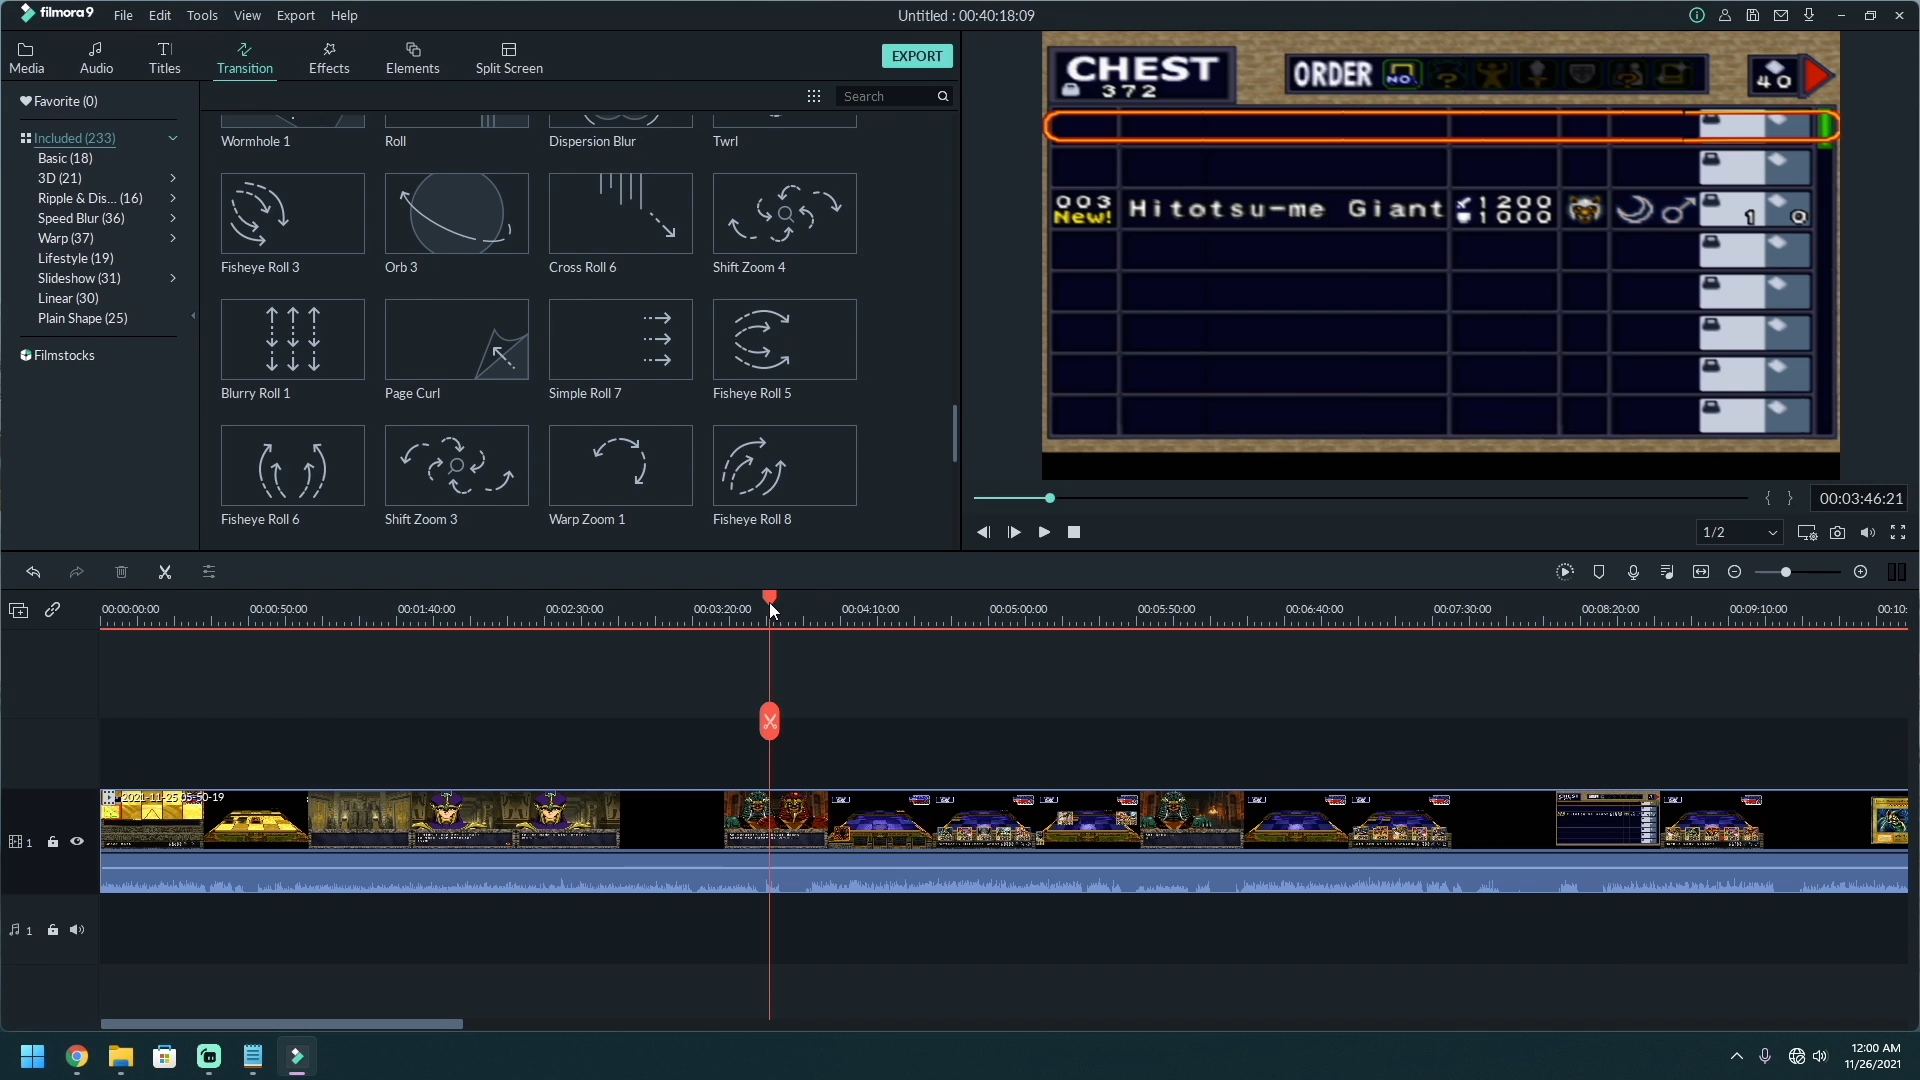 filmora9
File Edit Tools View Export Help
Untitled : 00:40:18:09
Media
Audio
Titles
Transition
Effects
Elements
Split Screen
EXPORT
Favorite (0)
Included (233)
Basic (18)
3D (21)
Ripple & Dis... (16)
Speed Blur (36)
Warp (37)
Lifestyle (19)
Slideshow (31)
Linear (30)
Plain Shape (25)
Filmstocks
Search
Wormhole 1
Roll
Dispersion Blur
Twrl
Fisheye Roll 3
Orb 3
Cross Roll 6
Shift Zoom 4
Blurry Roll 1
Page Curl
Simple Roll 7
Fisheye Roll 5
Fisheye Roll 6
Shift Zoom 3
Warp Zoom 1
Fisheye Roll 8
CHEST
372
ORDER
NO.
40
003
New!
Hitotsu-me Giant
1200
1000
1
0
{ }
00:03:46:21
1/2
00:00:00:00
00:00:50:00
00:01:40:00
00:02:30:00
00:03:20:00
00:04:10:00
00:05:00:00
00:05:50:00
00:06:40:00
00:07:30:00
00:08:20:00
00:09:10:00
00:10:
2021-11-25 05-50-19
1
1
12:00 AM
11/26/2021